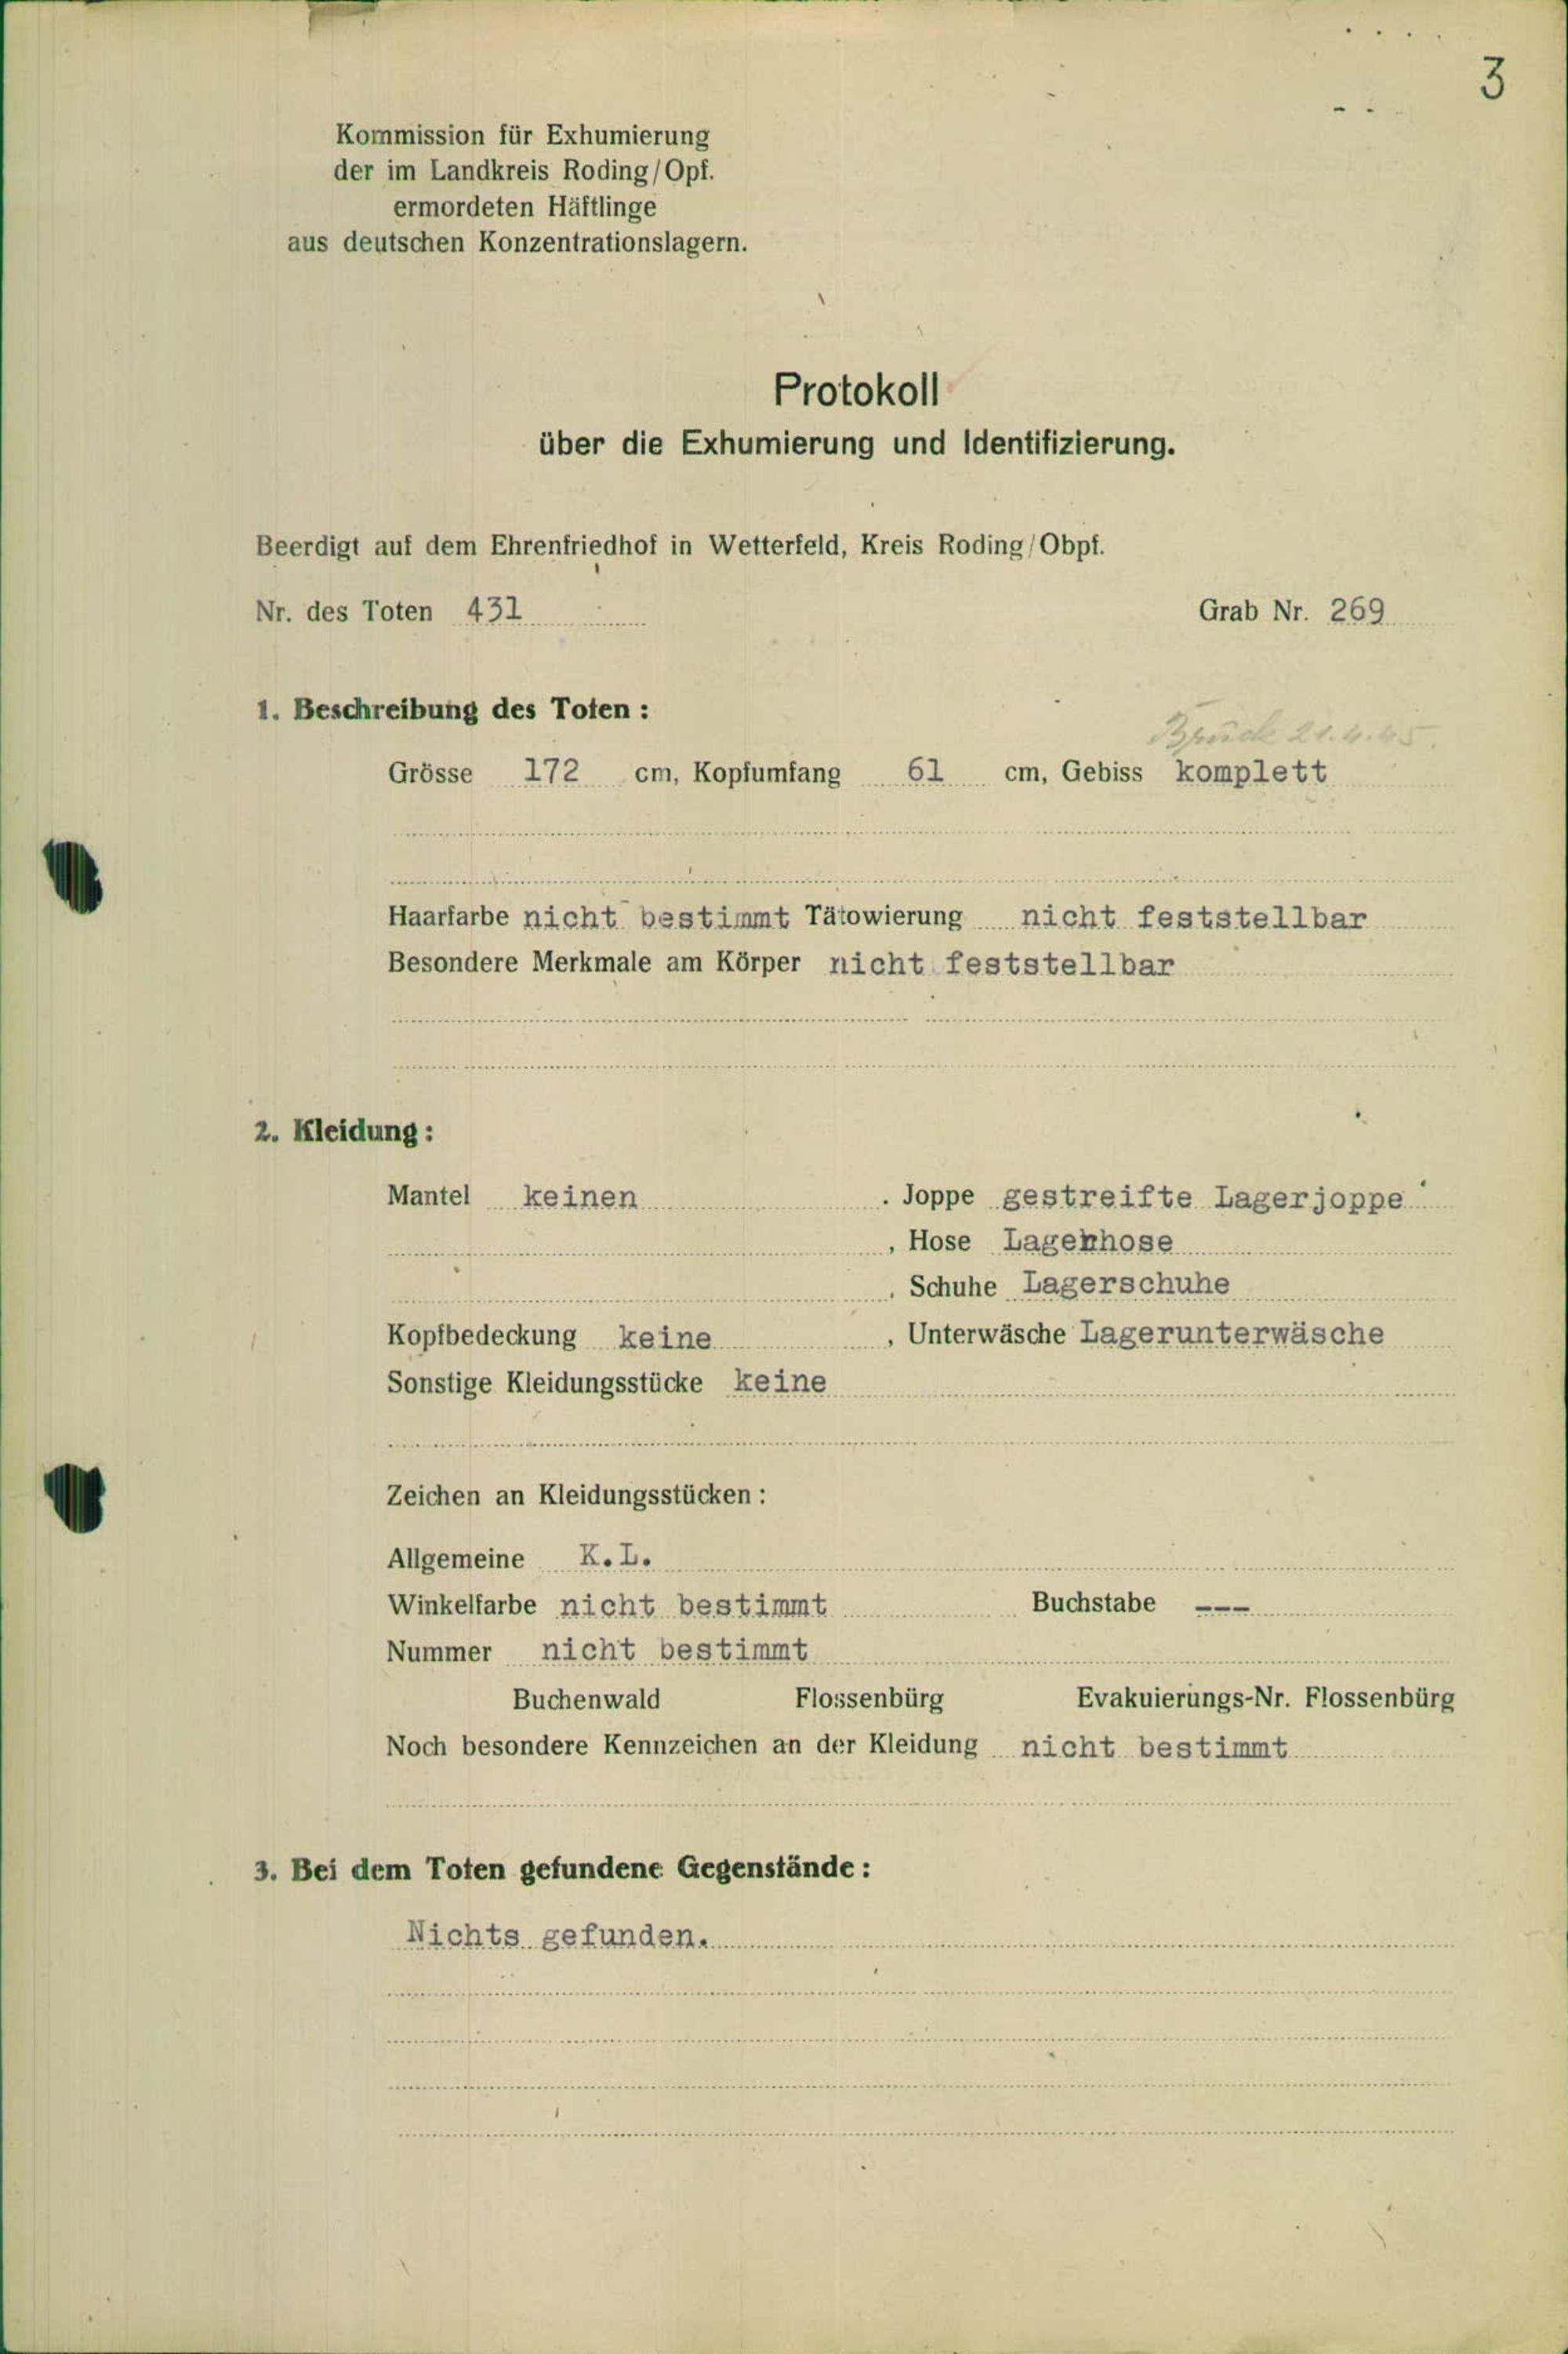 3
Kommission für Exhumierung
der im Landkreis Roding/Opf.
ermordeten Häftlinge
aus deutschen Konzentrationslagern.
Protokoll
über die Exhumierung und Identifizierung.
Beerdigt auf dem Ehrenfriedhof in Wetterfeld, Kreis Roding/Obpf.
Nr. des Toten 431 Grab Nr. 269
1. Beschreibung des Toten:
21.4.45.
Grösse 172 cm, Kopfumfang 61 cm, Gebiss komplett
Haarfarbe nicht bestimmt Tätowierung nicht feststellbar
Besondere Merkmale am Körper nicht feststellbar
2. Kleidung:
Mantel keinen . Joppe gestreifte Lagerjoppe
, Hose Lagerhose
, Schuhe Lagerschuhe
Kopfbedeckung keine , Unterwäsche Lagerunterwäsche
Sonstige Kleidungsstücke keine
Zeichen an Kleidungsstücken:
Allgemeine K.L.
Winkelfarbe nicht bestimmt Buchstabe ---
Nummer nicht bestimmt
Buchenwald Flossenbürg Evakuierungs-Nr. Flossenbürg
Noch besondere Kennzeichen an der Kleidung nicht bestimmt
3. Bei dem Toten gefundene Gegenstände:
Nichts gefunden.